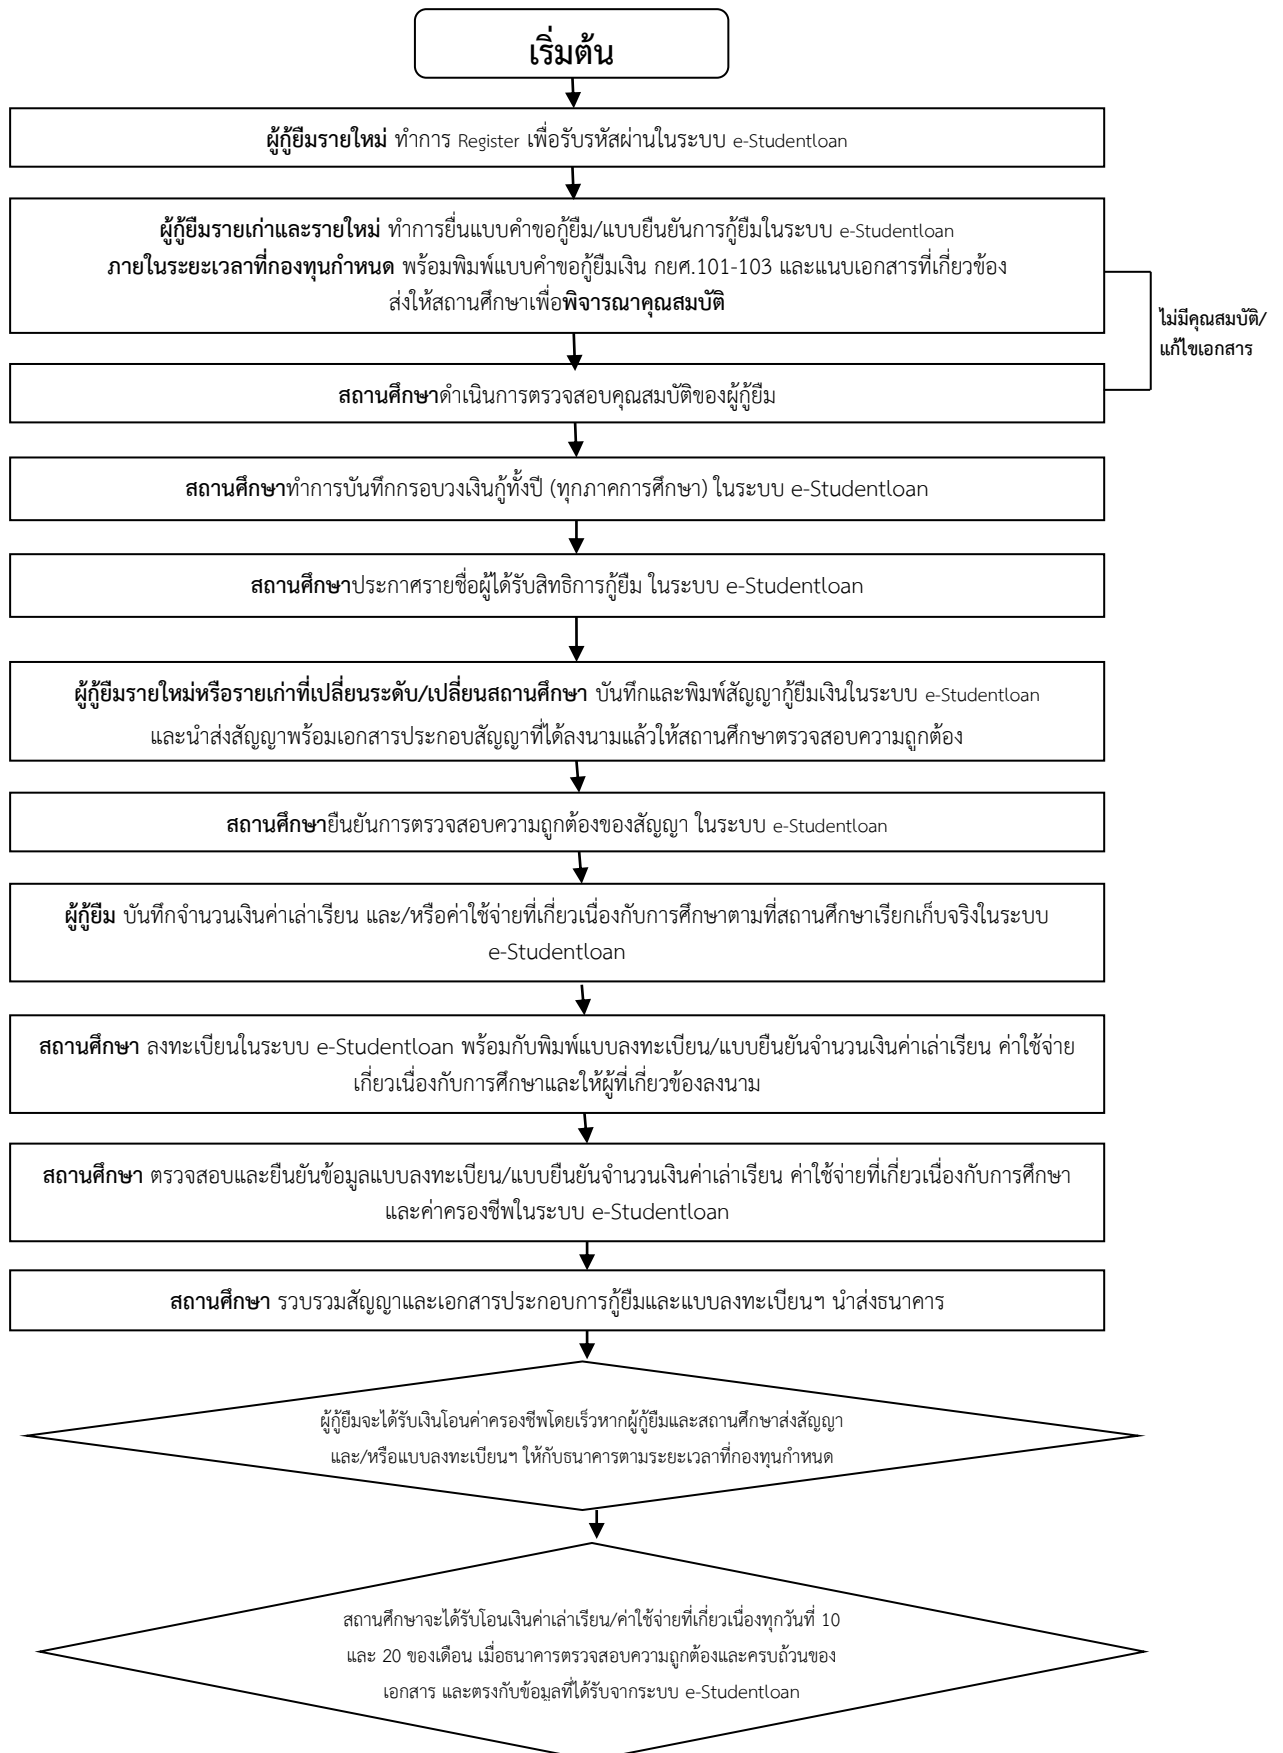 เริ่มต้น
ผู้กู้ยืมรายใหม่ ทำการ Register เพื่อรับรหัสผ่านในระบบ e-Studentloan
ผู้กู้ยืมรายเก่าและรายใหม่ ทำการยื่นแบบคำขอกู้ยืม/แบบยืนยันการกู้ยืมในระบบ e-Studentloan
ภายในระยะเวลาที่กองทุนกำหนด พร้อมพิมพ์แบบคำขอกู้ยืมเงิน กยศ.101-103 และแนบเอกสารที่เกี่ยวข้อง
ส่งให้สถานศึกษาเพื่อพิจารณาคุณสมบัติ
ไม่มีคุณสมบัติ/
แก้ไขเอกสาร
สถานศึกษาดำเนินการตรวจสอบคุณสมบัติของผู้กู้ยืม
สถานศึกษาทำการบันทึกกรอบวงเงินกู้ทั้งปี (ทุกภาคการศึกษา) ในระบบ e-Studentloan
สถานศึกษาประกาศรายชื่อผู้ได้รับสิทธิการกู้ยืม ในระบบ e-Studentloan
ผู้กู้ยืมรายใหม่หรือรายเก่าที่เปลี่ยนระดับ/เปลี่ยนสถานศึกษา บันทึกและพิมพ์สัญญากู้ยืมเงินในระบบ e-Studentloan
และนำส่งสัญญาพร้อมเอกสารประกอบสัญญาที่ได้ลงนามแล้วให้สถานศึกษาตรวจสอบความถูกต้อง
สถานศึกษายืนยันการตรวจสอบความถูกต้องของสัญญา ในระบบ e-Studentloan
ผู้กู้ยืม บันทึกจำนวนเงินค่าเล่าเรียน และ/หรือค่าใช้จ่ายที่เกี่ยวเนื่องกับการศึกษาตามที่สถานศึกษาเรียกเก็บจริงในระบบ
e-Studentloan
สถานศึกษา ลงทะเบียนในระบบ e-Studentloan พร้อมกับพิมพ์แบบลงทะเบียน/แบบยืนยันจำนวนเงินค่าเล่าเรียน ค่าใช้จ่าย
เกี่ยวเนื่องกับการศึกษาและให้ผู้ที่เกี่ยวข้องลงนาม
สถานศึกษา ตรวจสอบและยืนยันข้อมูลแบบลงทะเบียน/แบบยืนยันจำนวนเงินค่าเล่าเรียน ค่าใช้จ่ายที่เกี่ยวเนื่องกับการศึกษา
และค่าครองชีพในระบบ e-Studentloan
สถานศึกษา รวบรวมสัญญาและเอกสารประกอบการกู้ยืมและแบบลงทะเบียนฯ นำส่งธนาคาร
ผู้กู้ยืมจะได้รับเงินโอนค่าครองชีพโดยเร็วหากผู้กู้ยืมและสถานศึกษาส่งสัญญา
และ/หรือแบบลงทะเบียนฯ ให้กับธนาคารตามระยะเวลาที่กองทุนกำหนด
สถานศึกษาจะได้รับโอนเงินค่าเล่าเรียน/ค่าใช้จ่ายที่เกี่ยวเนื่องทุกวันที่ 10
และ 20 ของเดือน เมื่อธนาคารตรวจสอบความถูกต้องและครบถ้วนของ
เอกสาร และตรงกับข้อมูลที่ได้รับจากระบบ e-Studentloan